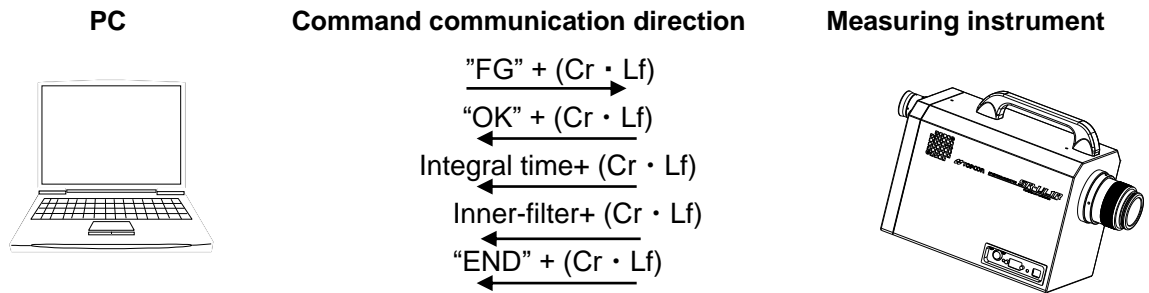 PC Command communication direction Measuring instrument
”FG” + (Cr・Lf)
“OK” + (Cr・Lf)
Integral time+ (Cr・Lf)
Inner-filter+ (Cr・Lf)
“END” + (Cr・Lf)
TOPCON